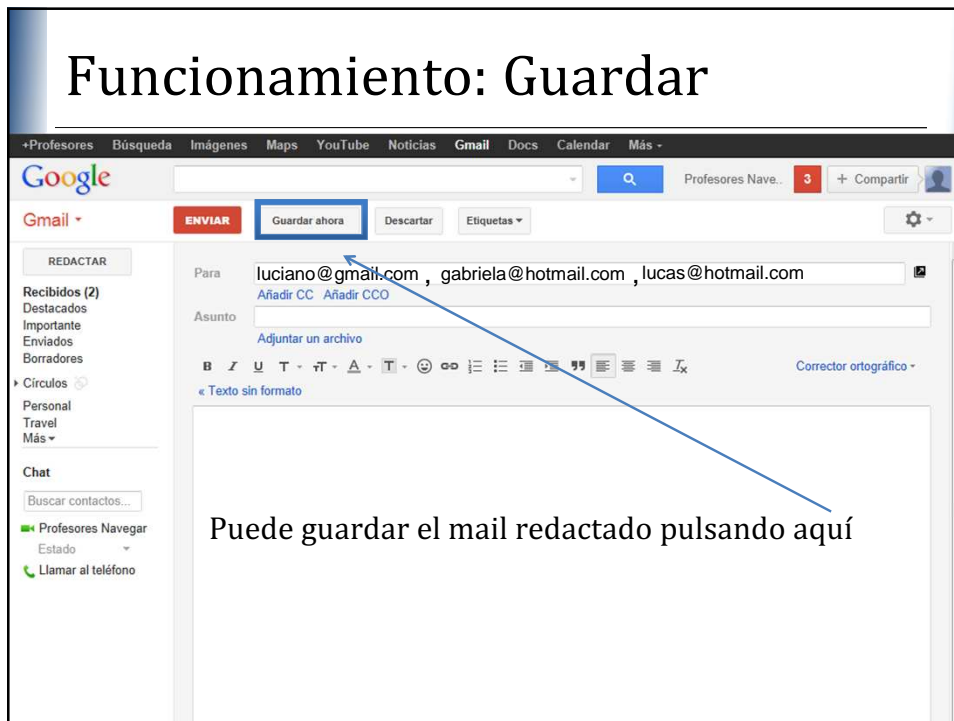 Funcionamiento: Guardar
+Profesores Búsqueda Imágenes Maps YouTube Noticias Gmail Docs Calendar Más
Google
Profesores Nave.. 3 + Compartir
Gmail
ENVIAR Guardar ahora Descartar Etiquetas
REDACTAR
Para luciano@gmail.com , gabriela@hotmail.com , lucas@hotmail.com
Añadir CC Añadir CCO
Recibidos (2)
Destacados
Importante
Enviados
Borradores
Círculos
Personal
Travel
Más
Asunto
Adjuntar un archivo
B I U T T A T Tx Corrector ortográfico
« Texto sin formato
Chat
Buscar contactos...
Profesores Navegar
Estado
Llamar al teléfono
Puede guardar el mail redactado pulsando aquí